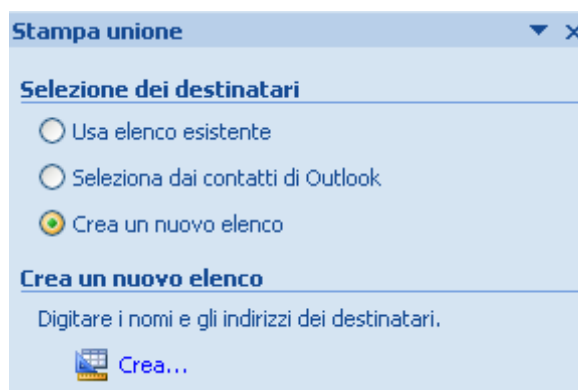 Stampa unione
Selezione dei destinatari
Usa elenco esistente
Seleziona dai contatti di Outlook
Crea un nuovo elenco
Crea un nuovo elenco
Digitare i nomi e gli indirizzi dei destinatari.
Crea...